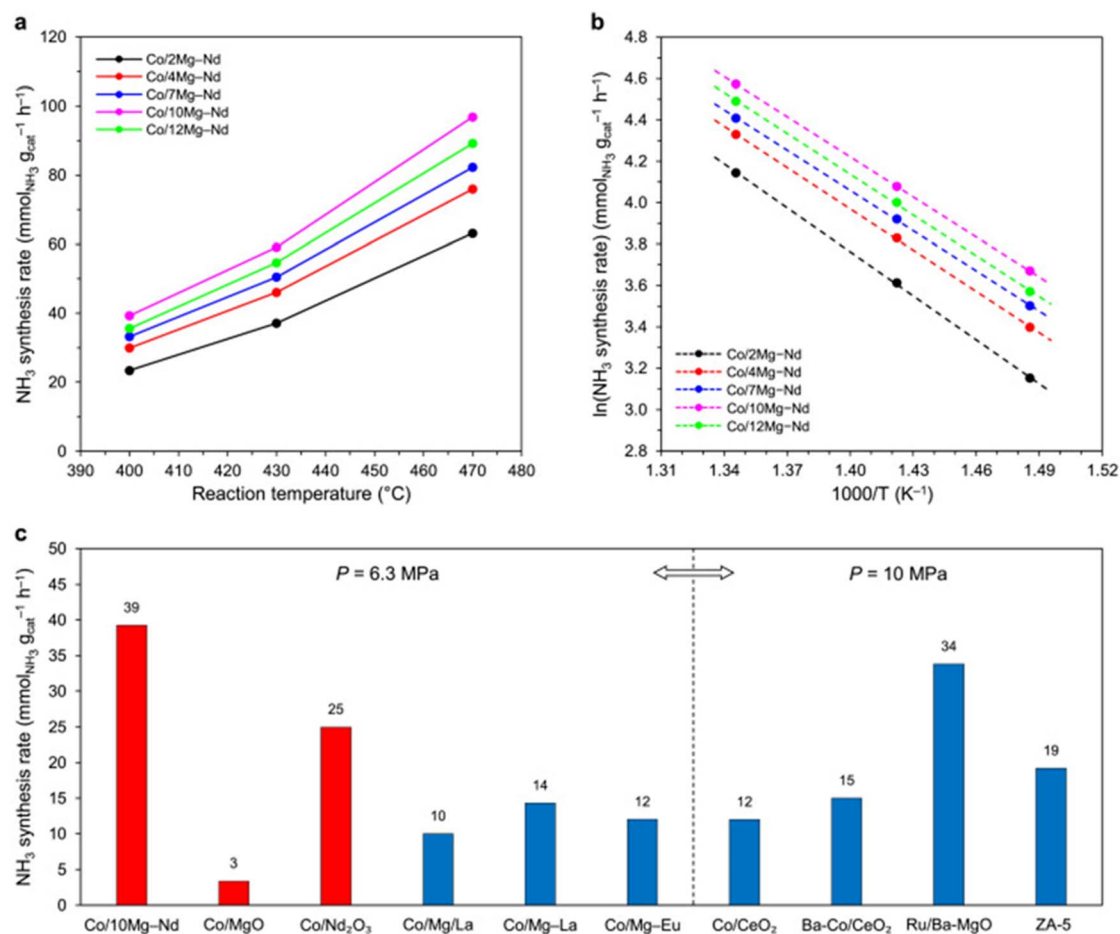 a
NH₃ synthesis rate (mmol_NH₃ g_cat⁻¹ h⁻¹)
120
100
80
60
40
20
0
Co/2Mg–Nd
Co/4Mg–Nd
Co/7Mg–Nd
Co/10Mg–Nd
Co/12Mg–Nd
390 400 410 420 430 440 450 460 470 480
Reaction temperature (°C)
b
ln(NH₃ synthesis rate) (mmol_NH₃ g_cat⁻¹ h⁻¹)
4.8
4.6
4.4
4.2
4.0
3.8
3.6
3.4
3.2
3.0
2.8
Co/2Mg–Nd
Co/4Mg–Nd
Co/7Mg–Nd
Co/10Mg–Nd
Co/12Mg–Nd
1.31 1.34 1.37 1.40 1.43 1.46 1.49 1.52
1000/T (K⁻¹)
c
NH₃ synthesis rate (mmol_NH₃ g_cat⁻¹ h⁻¹)
50
45
40
35
30
25
20
15
10
5
0
P = 6.3 MPa
P = 10 MPa
39
3
25
10
14
12
12
15
34
19
Co/10Mg–Nd Co/MgO Co/Nd₂O₃ Co/Mg/La Co/Mg–La Co/Mg–Eu Co/CeO₂ Ba-Co/CeO₂ Ru/Ba-MgO ZA-5